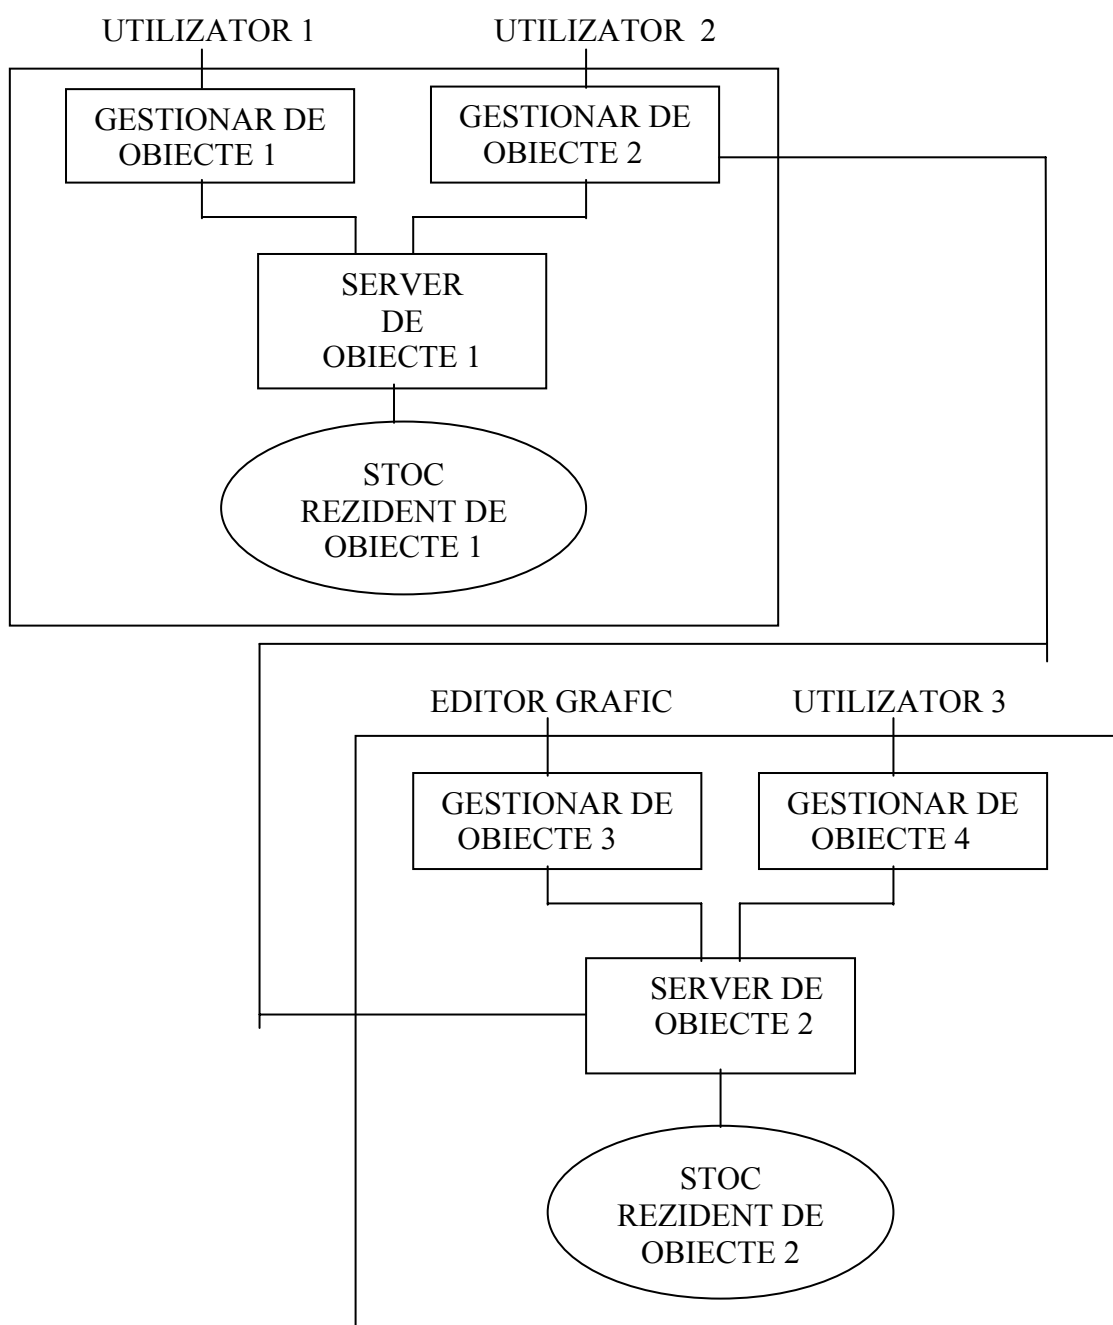 UTILIZATOR 1
UTILIZATOR 2
GESTIONAR DE
OBIECTE 1
GESTIONAR DE
OBIECTE 2
SERVER
DE
OBIECTE 1
STOC
REZIDENT DE
OBIECTE 1
EDITOR GRAFIC
UTILIZATOR 3
GESTIONAR DE
OBIECTE 3
GESTIONAR DE
OBIECTE 4
SERVER DE
OBIECTE 2
STOC
REZIDENT DE
OBIECTE 2